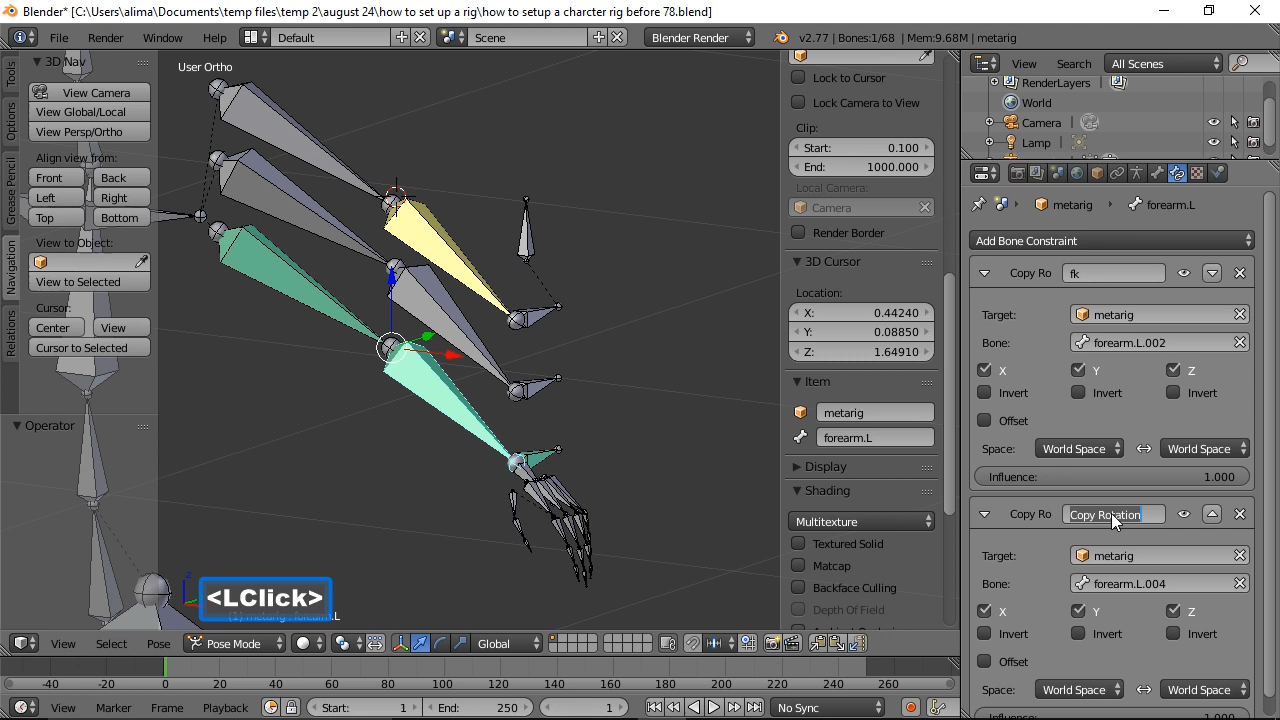 Blender* [C:\Users\alima\Documents\temp 2\august 24\how to set up a rig\how to setup a charcter rig before 78.blend]
File Render Window Help Default Scene Blender Render v2.77 | Bones:1/68 | Mem:9.68M | metarig
Tools
Options
Grease Pencil
Navigation
Relations
3D Nav
View Camera
View Global/Local
View Persp/Ortho
Align view from:
Front Back
Left Right
Top Bottom
View to Object:
View to Selected
Cursor:
Center View
Cursor to Selected
Operator
User Ortho
<LClick>
Lock to Cursor
Lock Camera to View
Clip:
Start: 0.100
End: 1000.000
Local Camera:
Camera
Render Border
3D Cursor
Location:
X: 0.44240
Y: 0.08850
Z: 1.64910
Item
metarig
forearm.L
Display
Shading
Multitexture
Textured Solid
Matcap
Backface Culling
Depth Of Field
View Search All Scenes
RenderLayers
World
Camera
Lamp
metarig forearm.L
Add Bone Constraint
Copy Ro fk
Target: metarig
Bone: forearm.L.002
X Y Z
Invert Invert Invert
Offset
Space: World Space World Space
Influence: 1.000
Copy Ro Copy Rotation
Target: metarig
Bone: forearm.L.004
X Y Z
Invert Invert Invert
Offset
Space: World Space World Space
View Select Pose Pose Mode Global
-40 -20 0 20 40 60 80 100 120 140 160 180 200 220 240 260
View Marker Frame Playback Start: 1 End: 250 1 No Sync